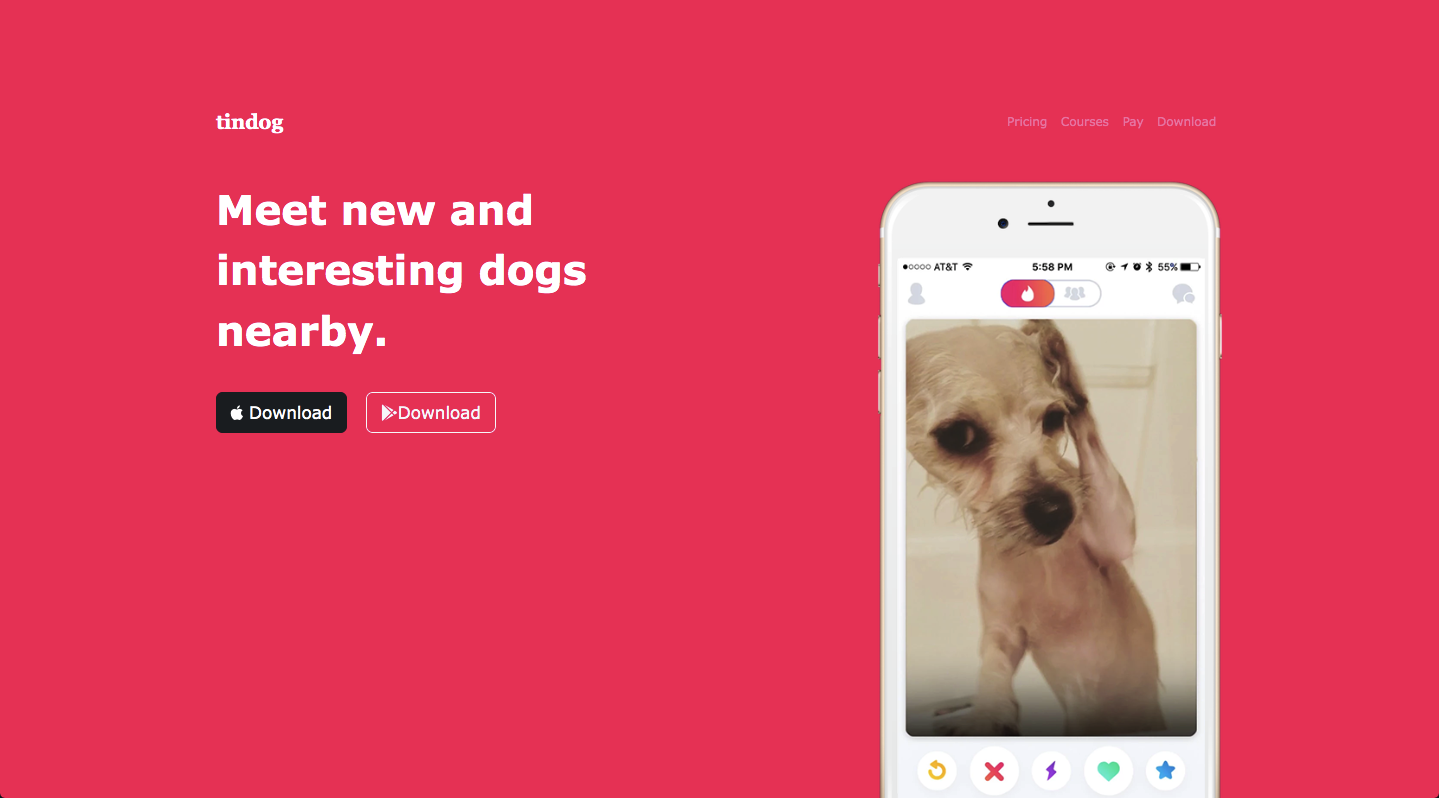 tindog
Pricing Courses Pay Download
Meet new and
interesting dogs
nearby.
Download Download
AT&T 5:58 PM 55%